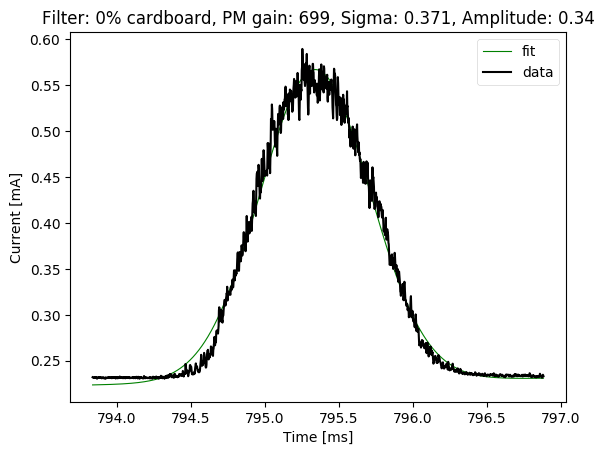 Filter: 0% cardboard, PM gain: 699, Sigma: 0.371, Amplitude: 0.34
fit
data
0.60
0.55
0.50
0.45
0.40
0.35
0.30
0.25
Current [mA]
794.0 794.5 795.0 795.5 796.0 796.5 797.0
Time [ms]